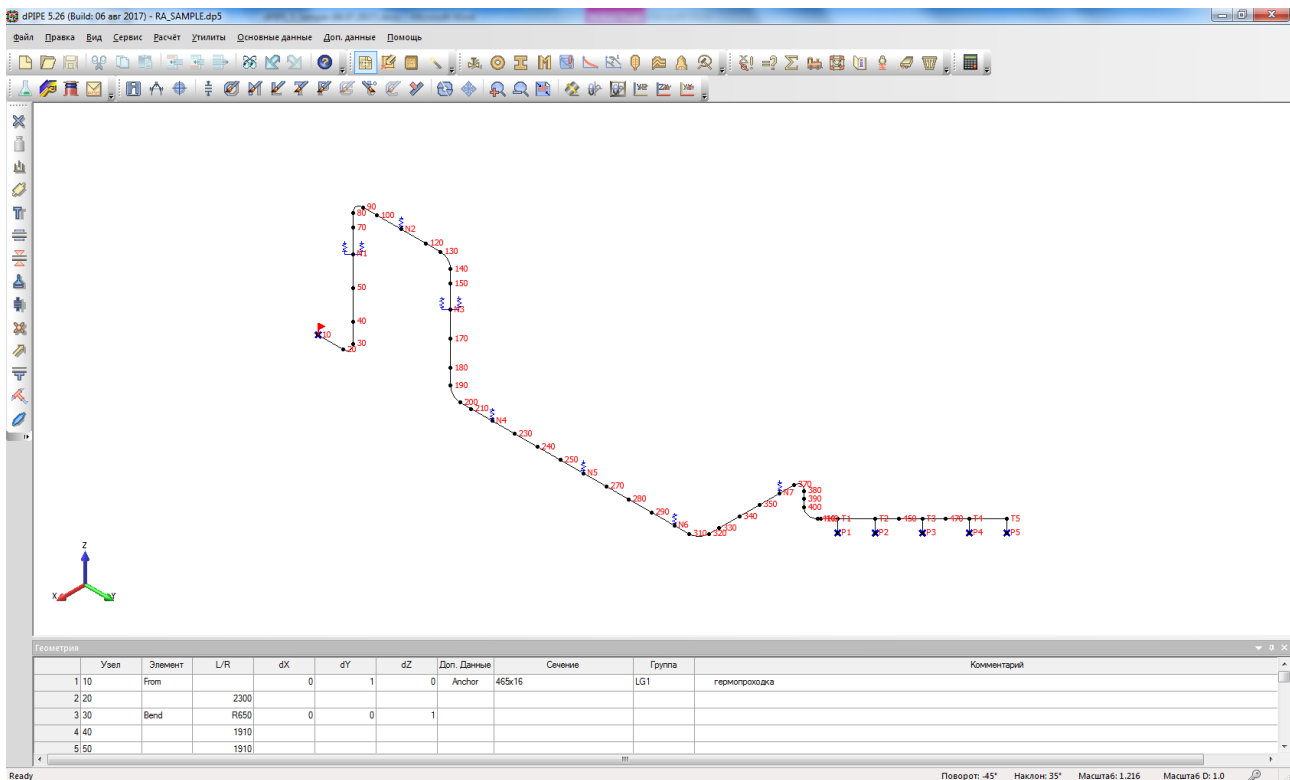 dPIPE 5.26 (Build: 06 авг 2017) - RA_SAMPLE.dp5
Файл Правка Вид Сервис Расчёт Утилиты Основные данные Доп. данные Помощь
90
80
100
70
N2
120
130
140
150
50
N3
10
40
170
20
30
180
190
200
210
N4
230
240
250
N5
270
280
290
N6
310
320
330
340
350
N7
370
380
390
400
T1
T2
450
T3
470
T4
T5
P1
P2
P3
P4
P5
Z
X
Y
Геометрия
Узел Элемент L/R dX dY dZ Доп. Данные Сечение Группа Комментарий
1 10 From 0 1 0 Anchor 465x16 LG1 гермопроходка
2 20 2300
3 30 Bend R650 0 0 1
4 40 1910
5 50 1910
Ready Поворот: -45° Наклон: 35° Масштаб: 1.216 Масштаб D: 1.0